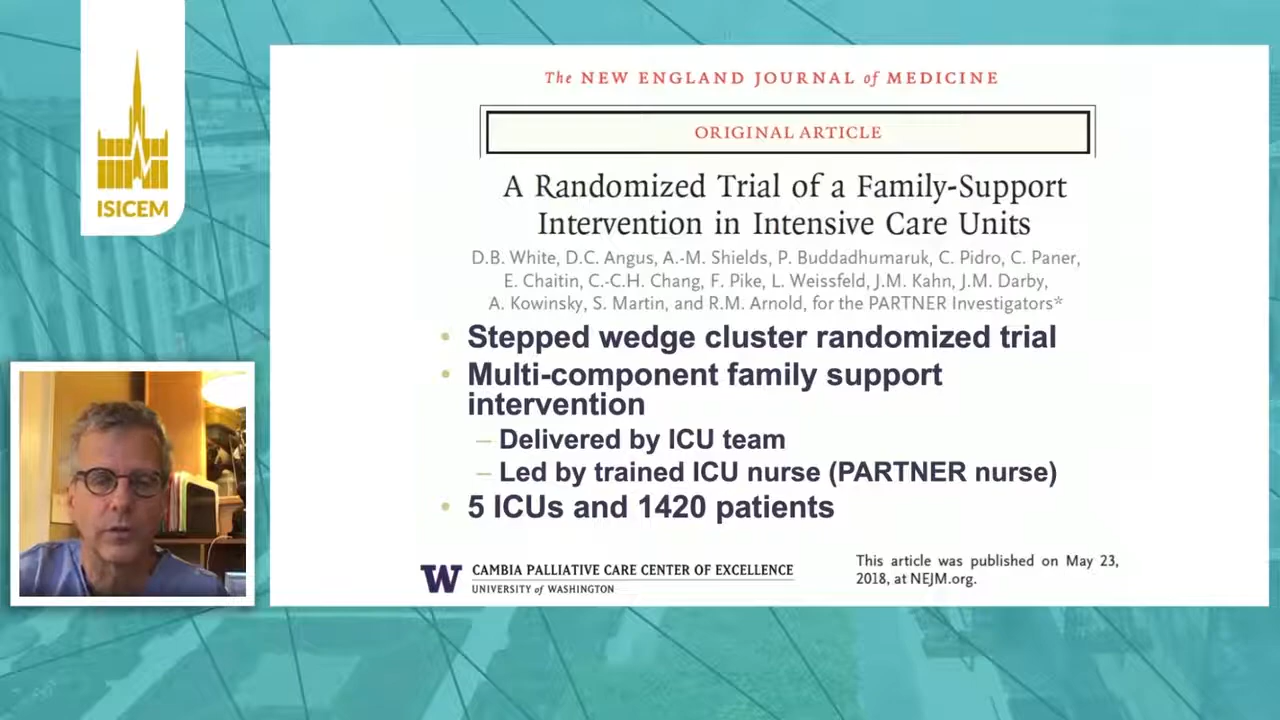 ISICEM
The NEW ENGLAND JOURNAL of MEDICINE
ORIGINAL ARTICLE
A Randomized Trial of a Family-Support
Intervention in Intensive Care Units
D.B. White, D.C. Angus, A.-M. Shields, P. Buddadhumaruk, C. Pidro, C. Paner,
E. Chaitin, C.-C.H. Chang, F. Pike, L. Weissfeld, J.M. Kahn, J.M. Darby,
A. Kowinsky, S. Martin, and R.M. Arnold, for the PARTNER Investigators*
• Stepped wedge cluster randomized trial
• Multi-component family support
intervention
– Delivered by ICU team
– Led by trained ICU nurse (PARTNER nurse)
• 5 ICUs and 1420 patients
W CAMBIA PALLIATIVE CARE CENTER OF EXCELLENCE
UNIVERSITY of WASHINGTON
This article was published on May 23,
2018, at NEJM.org.